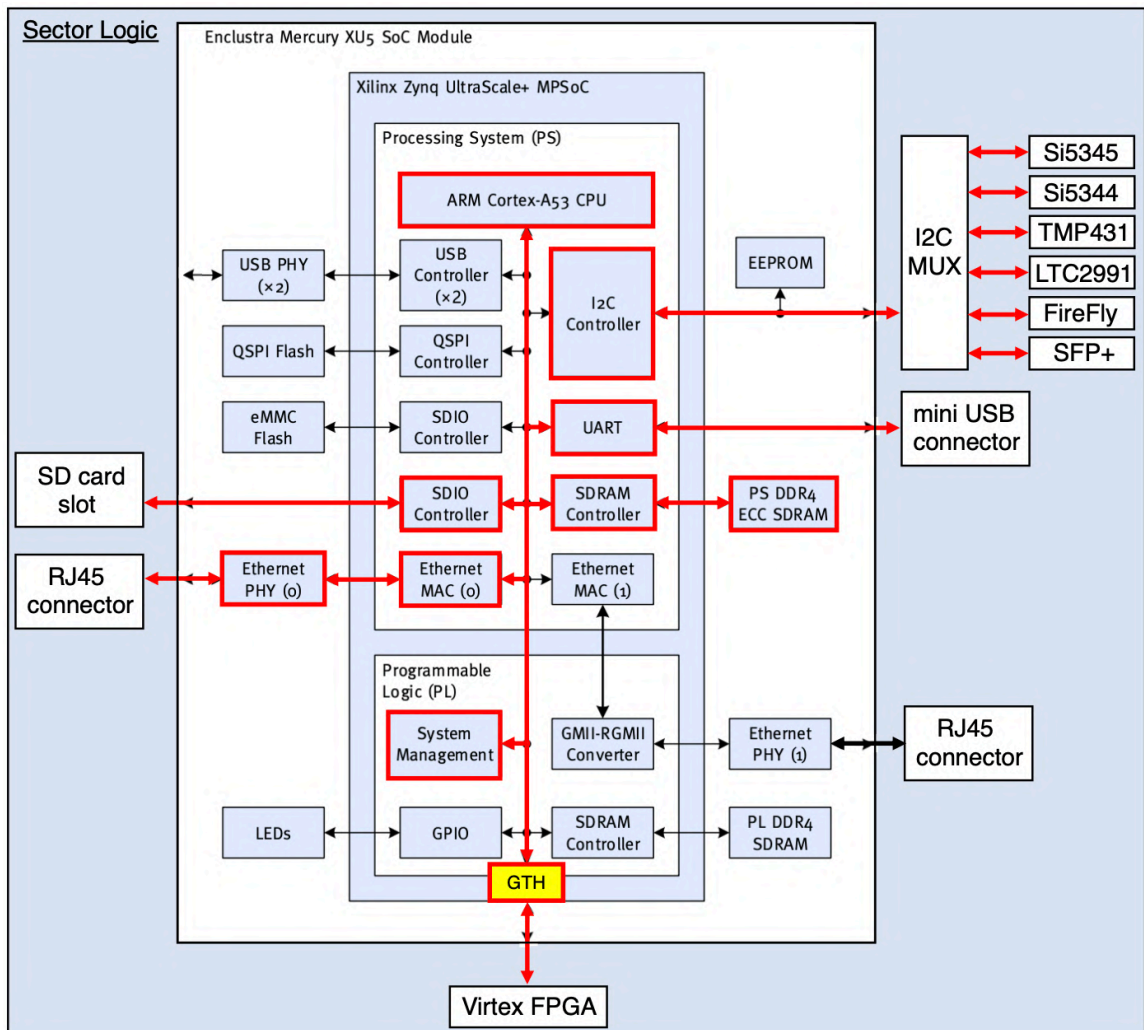 Sector Logic
Enclustra Mercury XU5 SoC Module
Xilinx Zynq UltraScale+ MPSoC
Processing System (PS)
ARM Cortex-A53 CPU
USB PHY
(×2)
USB
Controller
(×2)
I2C
Controller
EEPROM
I2C
MUX
Si5345
Si5344
TMP431
LTC2991
FireFly
SFP+
QSPI Flash
QSPI
Controller
eMMC
Flash
SDIO
Controller
UART
mini USB
connector
SD card
slot
SDIO
Controller
SDRAM
Controller
PS DDR4
ECC SDRAM
RJ45
connector
Ethernet
PHY (0)
Ethernet
MAC (0)
Ethernet
MAC (1)
Programmable
Logic (PL)
System
Management
GMII-RGMII
Converter
Ethernet
PHY (1)
RJ45
connector
LEDs
GPIO
SDRAM
Controller
PL DDR4
SDRAM
GTH
Virtex FPGA